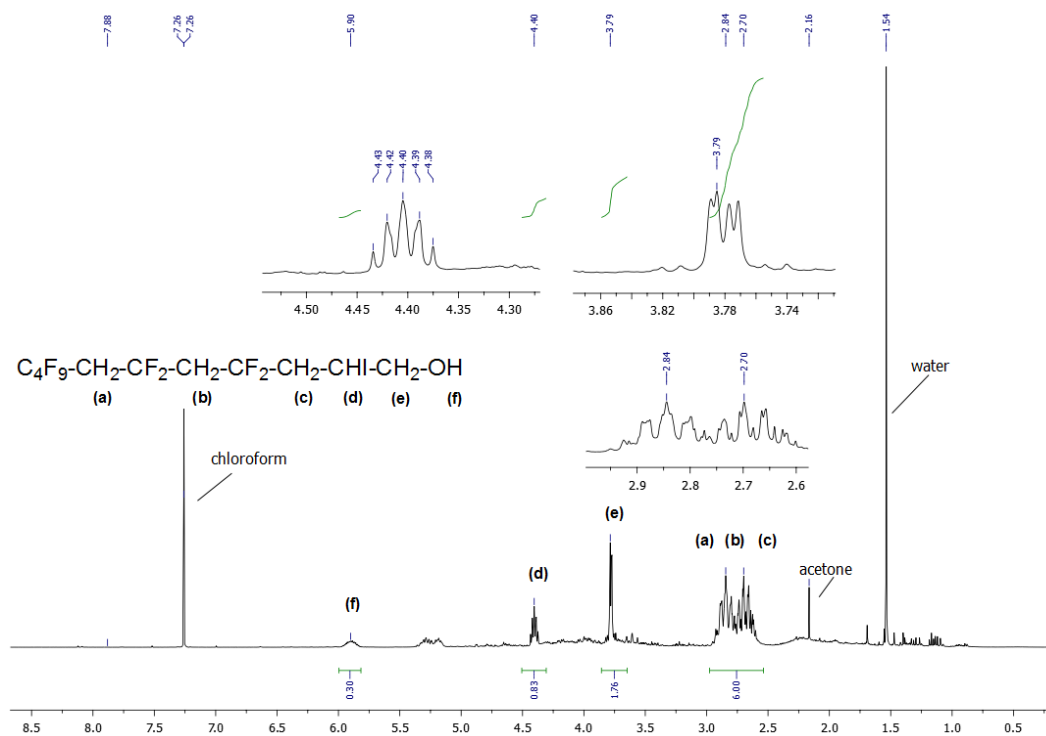 7.88 7.26 7.26 5.90 4.40 3.79 2.84 2.70 2.16 1.54
4.43 4.42 4.40 4.39 4.38
3.79
4.50 4.45 4.40 4.35 4.30
3.86 3.82 3.78 3.74
C4F9-CH2-CF2-CH2-CF2-CH2-CHI-CH2-OH
(a) (b) (c) (d) (e) (f)
2.84 2.70
water
chloroform
2.9 2.8 2.7 2.6
(e)
(a) (b) (c)
(d)
acetone
(f)
0.30 0.83 1.76 6.00
8.5 8.0 7.5 7.0 6.5 6.0 5.5 5.0 4.5 4.0 3.5 3.0 2.5 2.0 1.5 1.0 0.5